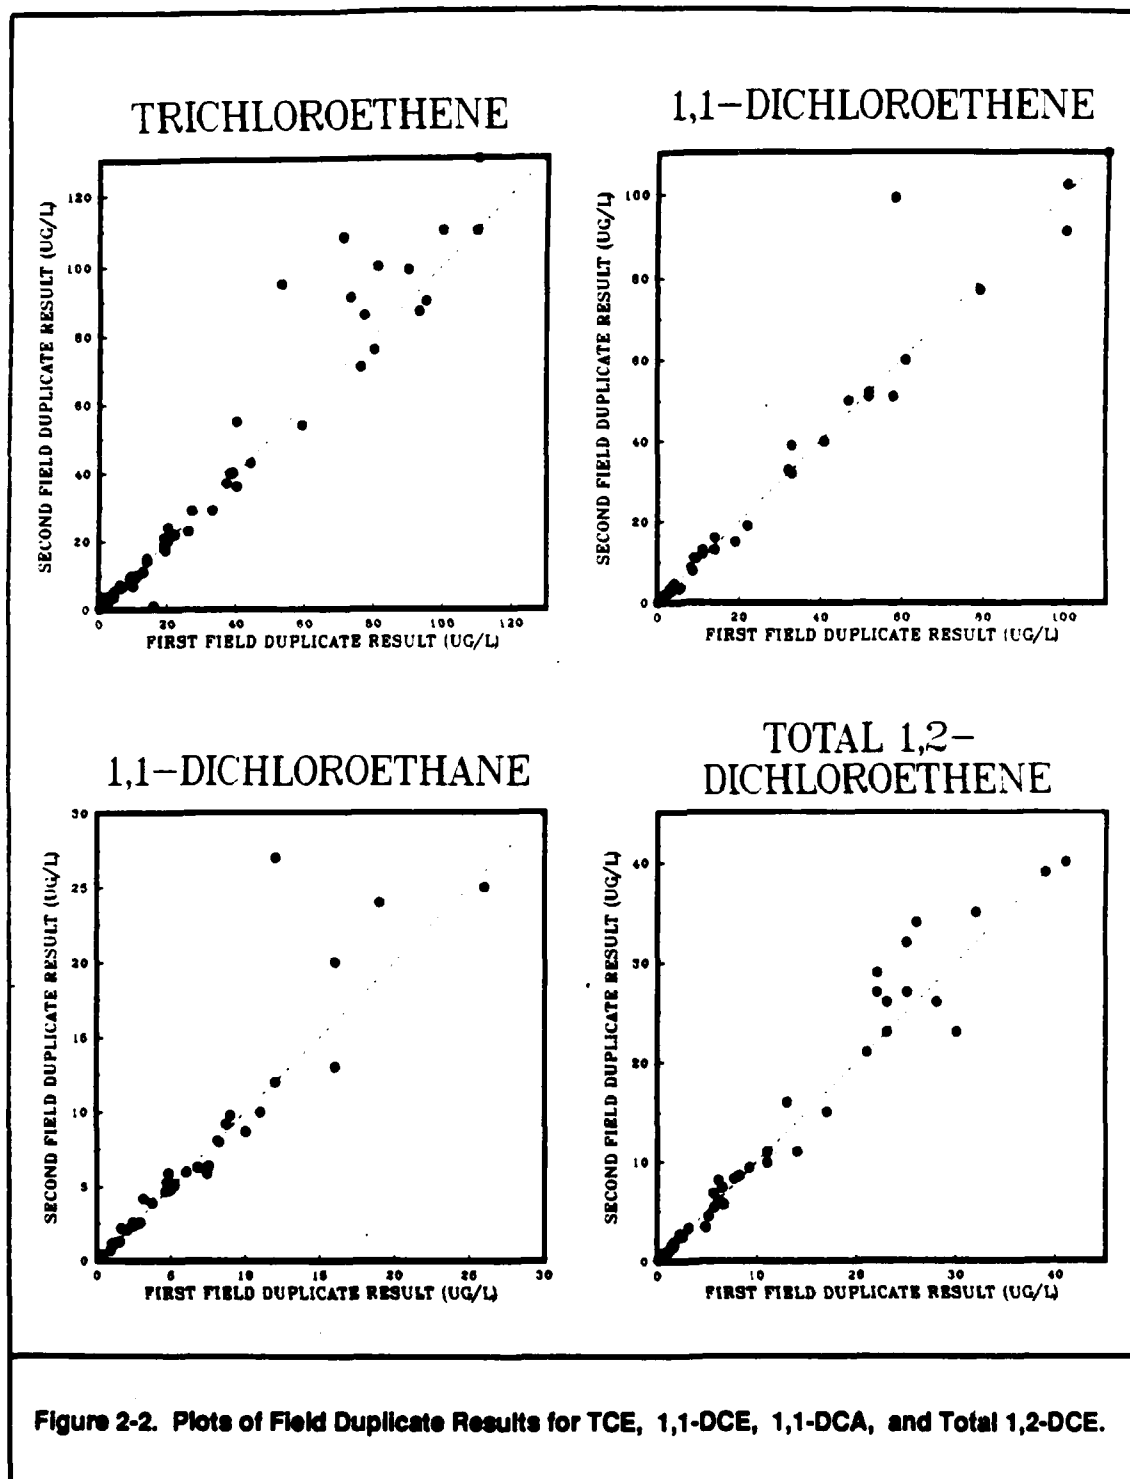 TRICHLOROETHENE
SECOND FIELD DUPLICATE RESULT (UG/L)
120
100
80
60
40
20
0
0 20 40 60 80 100 120
FIRST FIELD DUPLICATE RESULT (UG/L)
1,1-DICHLOROETHENE
SECOND FIELD DUPLICATE RESULT (UG/L)
100
80
60
40
20
0
0 20 40 60 80 100
FIRST FIELD DUPLICATE RESULT (UG/L)
1,1-DICHLOROETHANE
SECOND FIELD DUPLICATE RESULT (UG/L)
30
25
20
15
10
5
0
0 5 10 15 20 25 30
FIRST FIELD DUPLICATE RESULT (UG/L)
TOTAL 1,2-
DICHLOROETHENE
SECOND FIELD DUPLICATE RESULT (UG/L)
40
30
20
10
0
0 10 20 30 40
FIRST FIELD DUPLICATE RESULT (UG/L)
Figure 2-2. Plots of Field Duplicate Results for TCE, 1,1-DCE, 1,1-DCA, and Total 1,2-DCE.